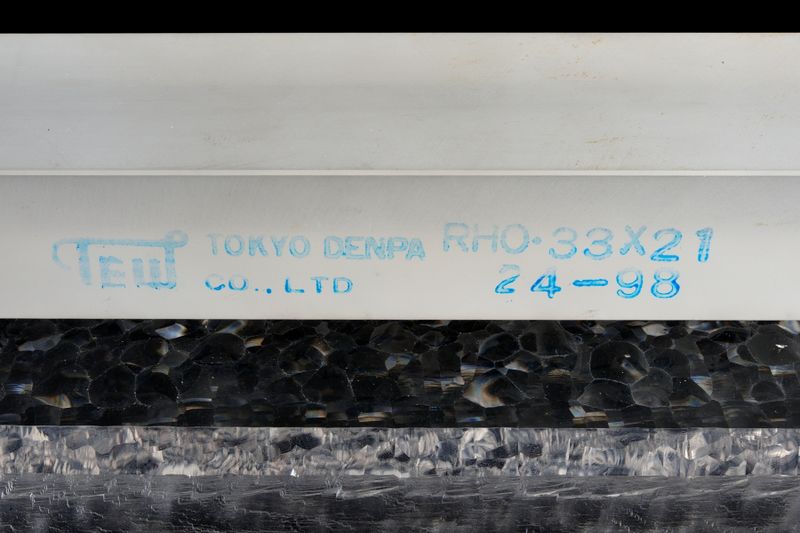 TEW TOKYO DENPA RHO·33X21
CO., LTD 24-98